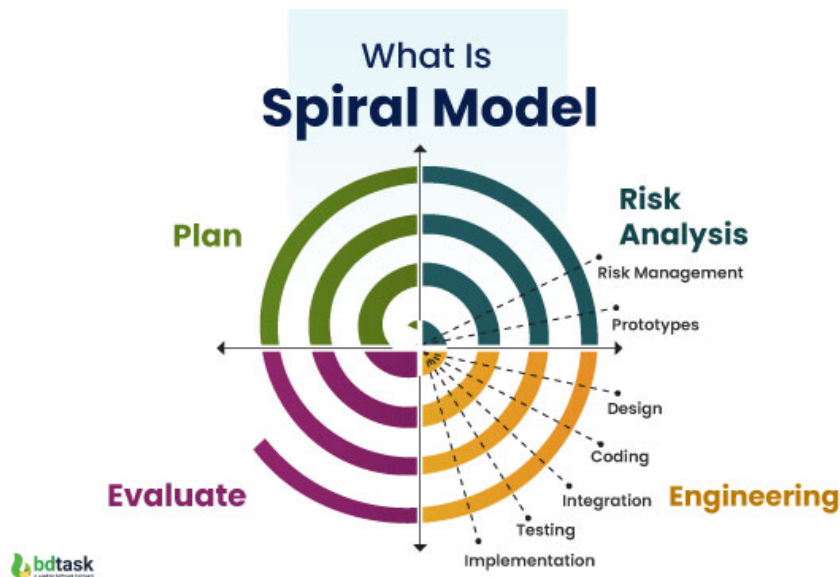 What Is
Spiral Model
Plan
Risk
Analysis
Risk Management
Prototypes
Design
Coding
Integration
Testing
Implementation
Engineering
Evaluate
bdtask